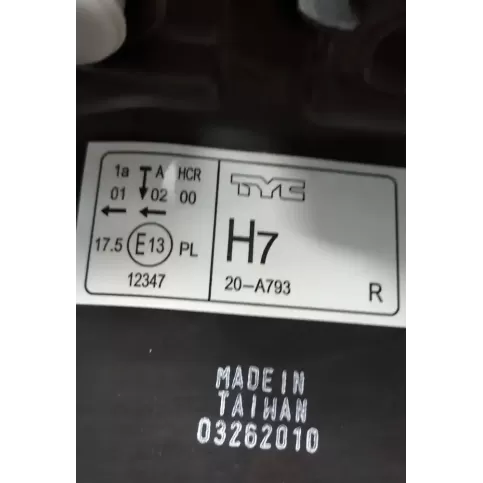 1a A HCR
01 02 00
17.5 E13 PL
12347
TYC
H7
20-A793 R
MADE IN
TAIWAN
03262010